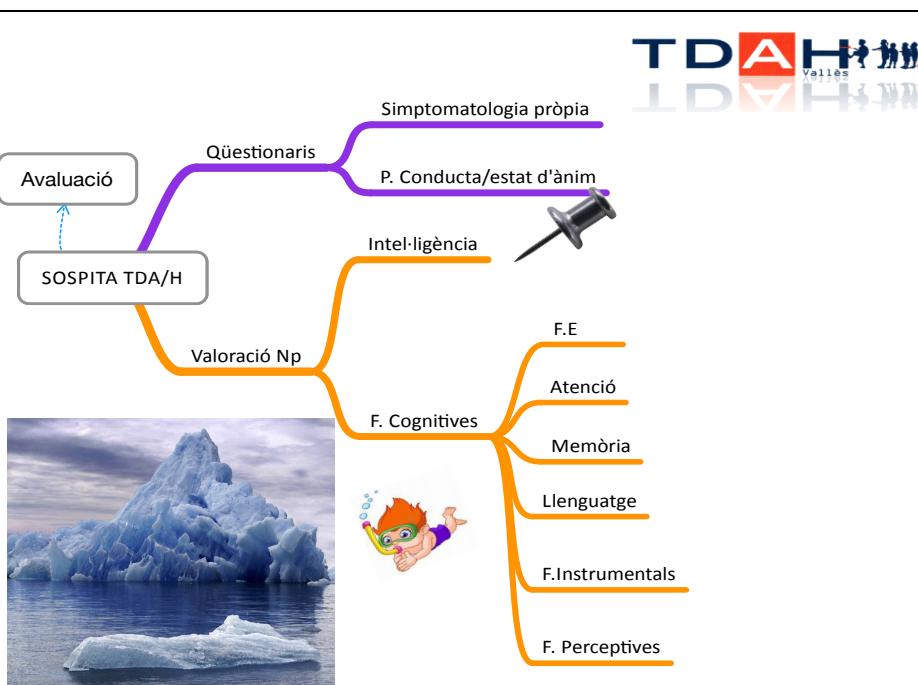 TDAH
Vallès
Simptomatologia pròpia
Qüestionaris
P. Conducta/estat d'ànim
Avaluació
SOSPITA TDA/H
Intel·ligència
Valoració Np
F. Cognitives
F.E
Atenció
Memòria
Llenguatge
F.Instrumentals
F. Perceptives